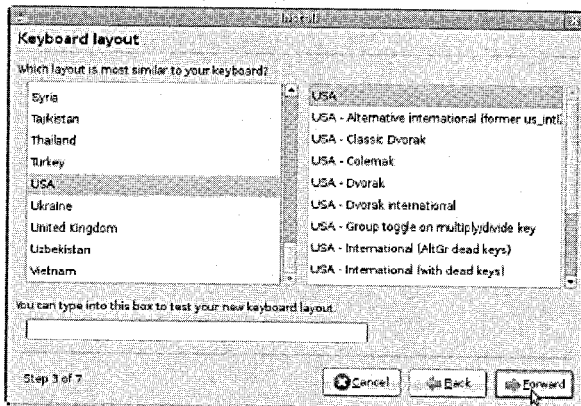 Install
Keyboard layout
Which layout is most similar to your keyboard?
Syria
Tajikistan
Thailand
Turkey
USA
Ukraine
United Kingdom
Uzbekistan
Vietnam
USA
USA - Alternative international (former us_intl)
USA - Classic Dvorak
USA - Colemak
USA - Dvorak
USA - Dvorak international
USA - Group toggle on multiply/divide key
USA - International (AltGr dead keys)
USA - International (with dead keys)
You can type into this box to test your new keyboard layout.
Step 3 of 7
Cancel
Back
Forward